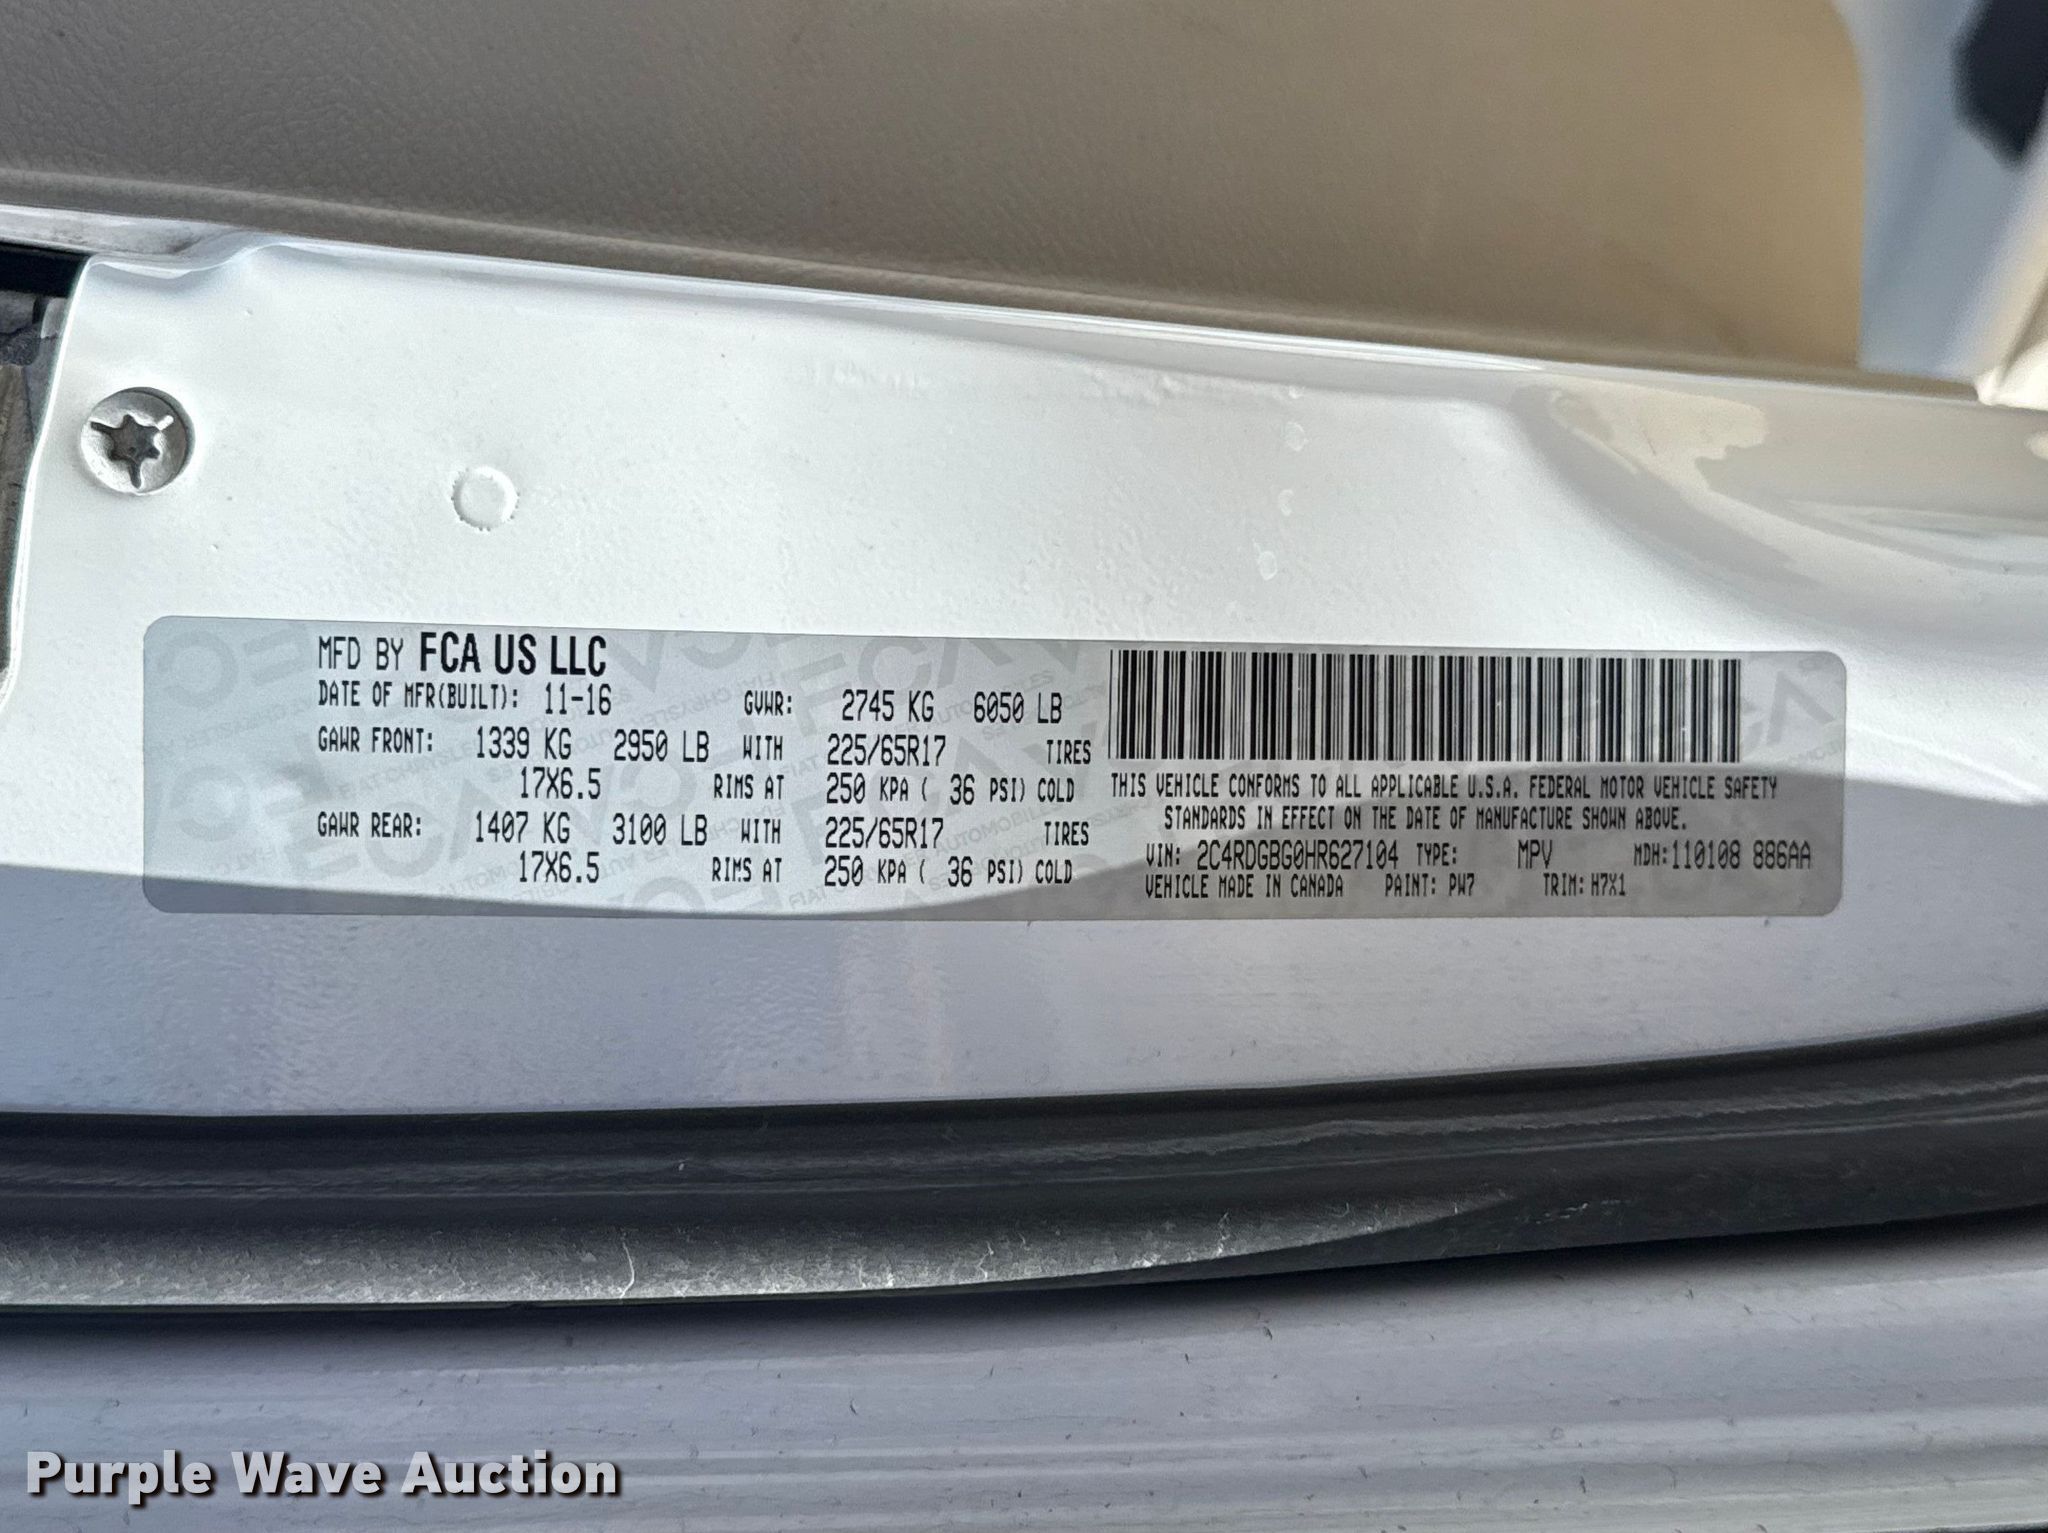 MFD BY FCA US LLC
DATE OF MFR(BUILT): 11-16 GVWR: 2745 KG 6050 LB
GAWR FRONT: 1339 KG 2950 LB WITH 225/65R17 TIRES
17X6.5 RIMS AT 250 KPA ( 36 PSI) COLD
GAWR REAR: 1407 KG 3100 LB WITH 225/65R17 TIRES
17X6.5 RIMS AT 250 KPA ( 36 PSI) COLD
THIS VEHICLE CONFORMS TO ALL APPLICABLE U.S.A. FEDERAL MOTOR VEHICLE SAFETY
STANDARDS IN EFFECT ON THE DATE OF MANUFACTURE SHOWN ABOVE.
VIN: 2C4RDGBG0HR627104 TYPE: MPV MDH:110108 886AA
VEHICLE MADE IN CANADA PAINT: PW7 TRIM: H7X1
Purple Wave Auction